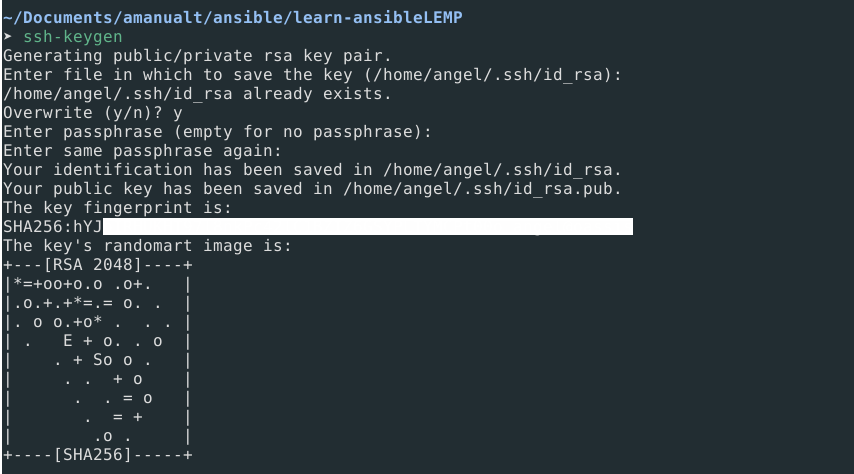 ~/Documents/amanualt/ansible/learn-ansibleLEMP
➤ ssh-keygen
Generating public/private rsa key pair.
Enter file in which to save the key (/home/angel/.ssh/id_rsa):
/home/angel/.ssh/id_rsa already exists.
Overwrite (y/n)? y
Enter passphrase (empty for no passphrase):
Enter same passphrase again:
Your identification has been saved in /home/angel/.ssh/id_rsa.
Your public key has been saved in /home/angel/.ssh/id_rsa.pub.
The key fingerprint is:
SHA256:hYJ
The key's randomart image is:
+---[RSA 2048]----+
|*=+oo+o.o .o+.   |
|.o.+.+*=.= o. .  |
|. o o.+o* .  . . |
| .   E + o. . o  |
|    . + So o .   |
|     . .  + o    |
|      .  . = o   |
|       .  = +    |
|        .o .     |
+----[SHA256]-----+